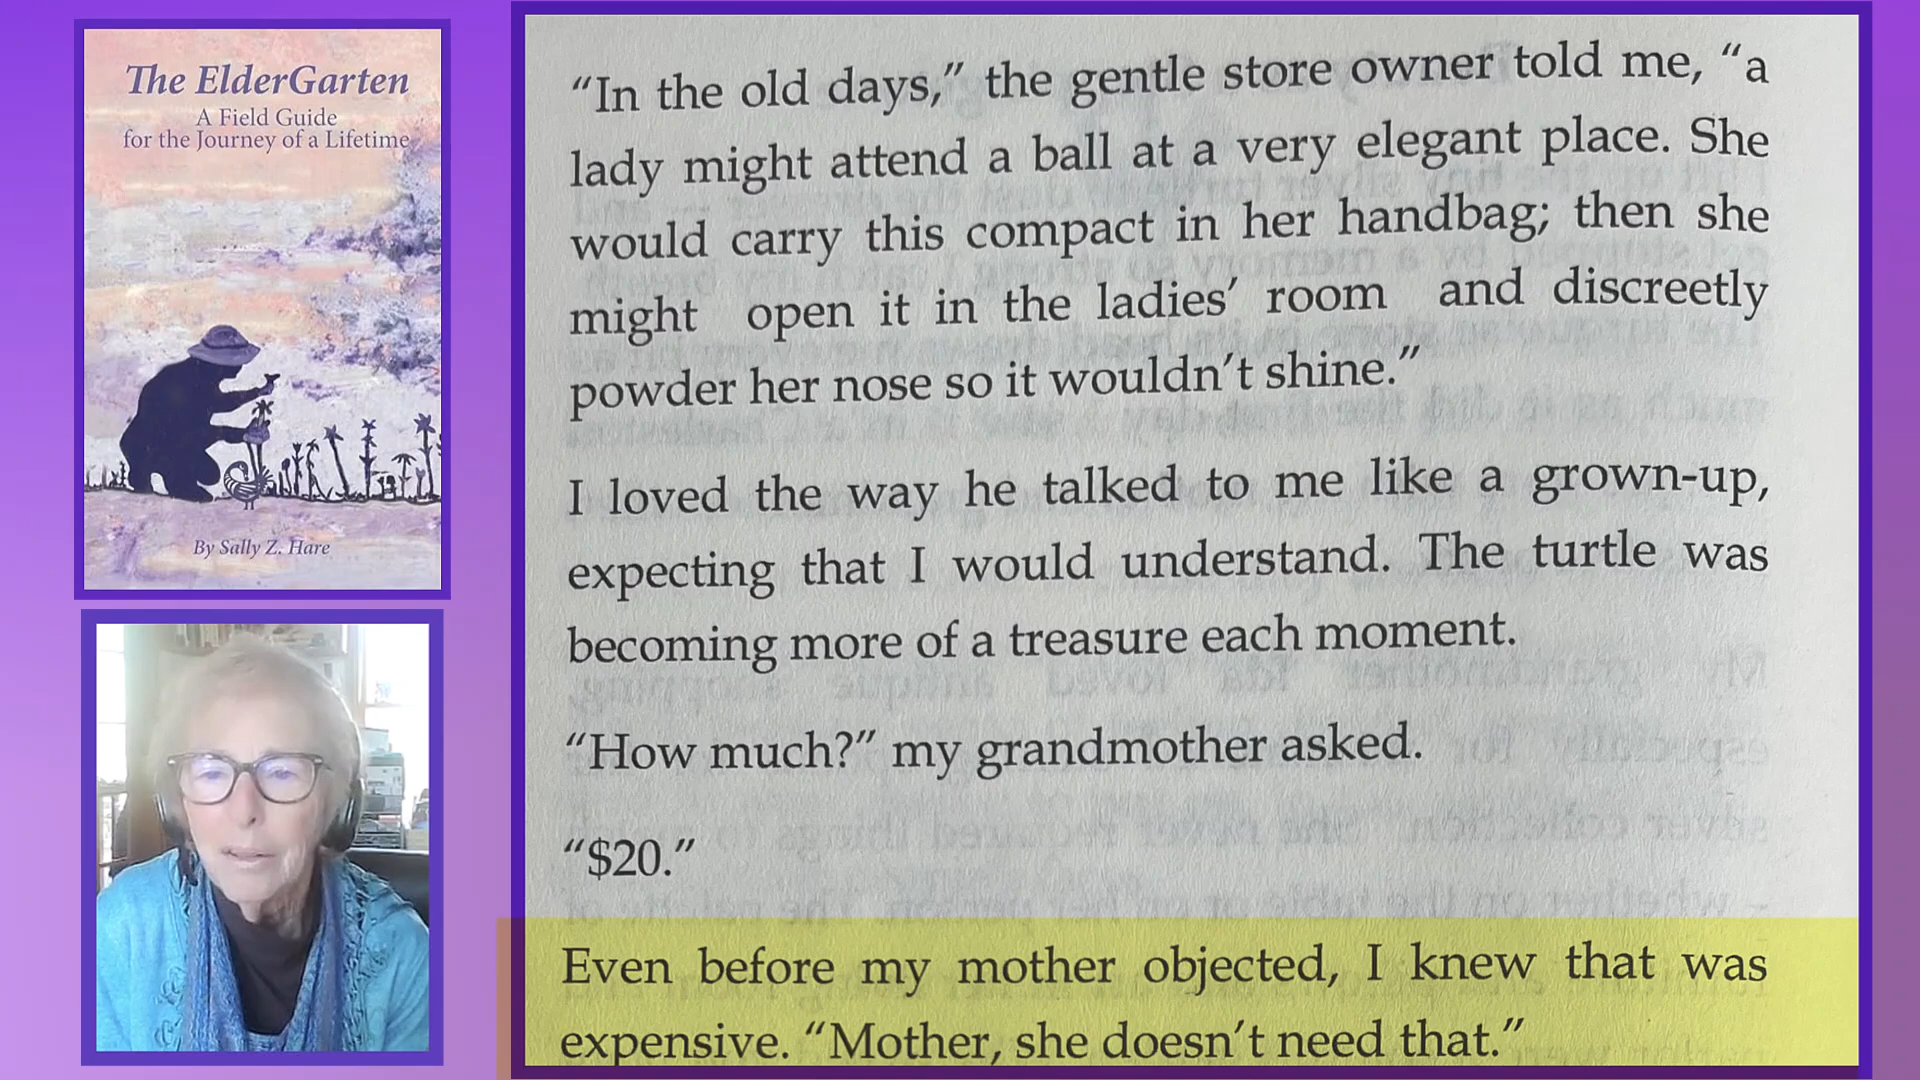 The ElderGarten
A Field Guide
for the Journey of a Lifetime
By Sally Z. Hare
“In the old days,” the gentle store owner told me, “a
lady might attend a ball at a very elegant place. She
would carry this compact in her handbag; then she
might open it in the ladies’ room and discreetly
powder her nose so it wouldn’t shine.”
I loved the way he talked to me like a grown-up,
expecting that I would understand. The turtle was
becoming more of a treasure each moment.
“How much?” my grandmother asked.
“$20.”
Even before my mother objected, I knew that was
expensive. “Mother, she doesn’t need that.”